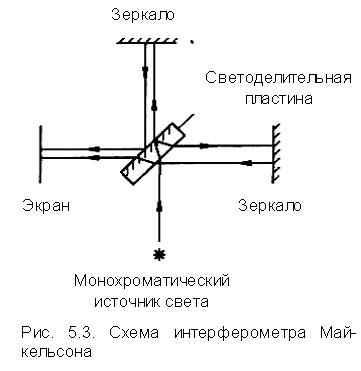 Зеркало
Светоделительная
пластина
Экран
Зеркало
Монохроматический
источник света
Рис. 5.3. Схема интерферометра Май-
кельсона